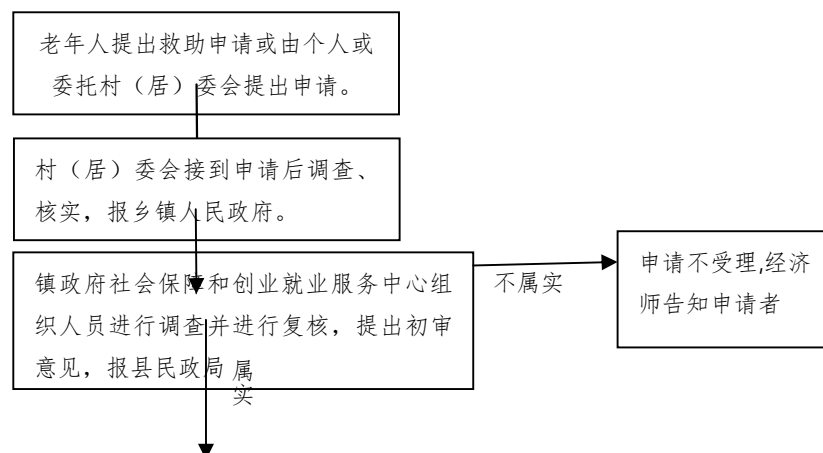 老年人提出救助申请或由个人或
委托村（居）委会提出申请。
村（居）委会接到申请后调查、
核实，报乡镇人民政府。
镇政府社会保障和创业就业服务中心组
织人员进行调查并进行复核，提出初审
意见，报县民政局
不属实
申请不受理,经济
师告知申请者
属
实